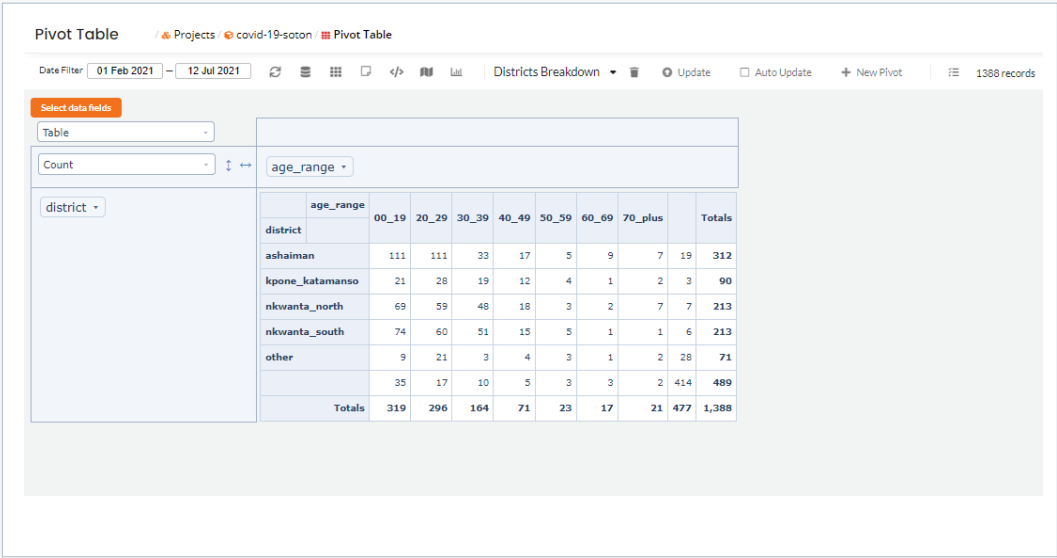 Pivot Table / Projects / covid-19-soton / Pivot Table
Date Filter 01 Feb 2021 – 12 Jul 2021 </> Districts Breakdown Update Auto Update + New Pivot 1388 records
Select data fields
Table
Count ↕ ↔ age_range
district
age_range 00_19 20_29 30_39 40_49 50_59 60_69 70_plus Totals
district
ashaiman 111 111 33 17 5 9 7 19 312
kpone_katamanso 21 28 19 12 4 1 2 3 90
nkwanta_north 69 59 48 18 3 2 7 7 213
nkwanta_south 74 60 51 15 5 1 1 6 213
other 9 21 3 4 3 1 2 28 71
35 17 10 5 3 3 2 414 489
Totals 319 296 164 71 23 17 21 477 1,388